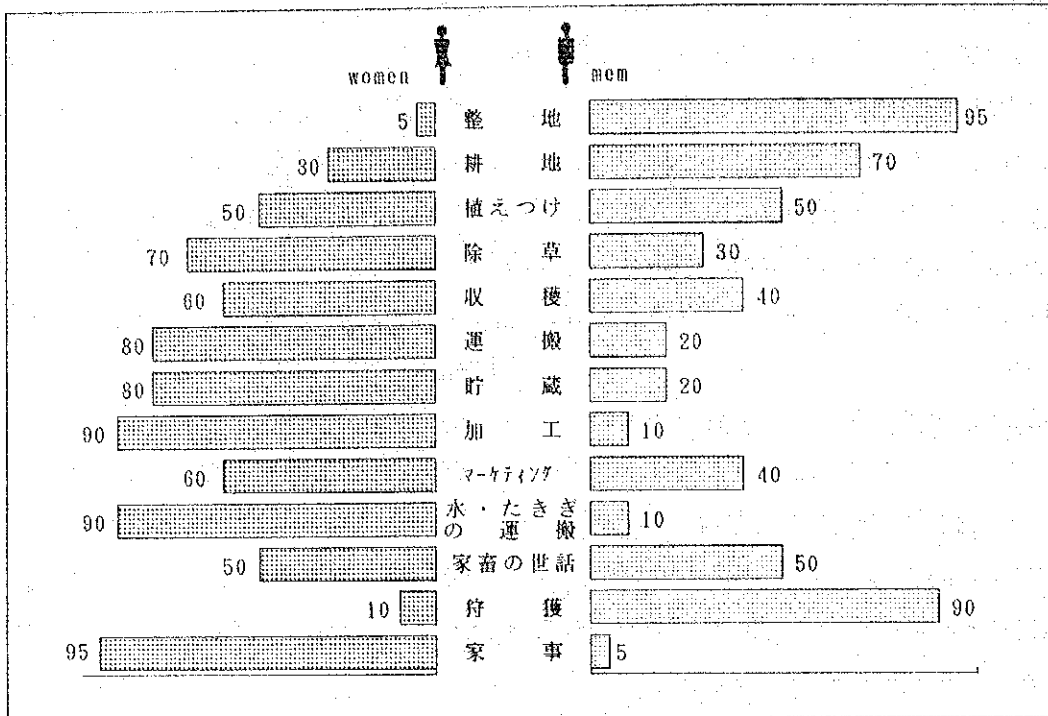 women mem
5 整地 95
30 耕地 70
50 植えつけ 50
70 除草 30
60 収穫 40
80 運搬 20
80 貯蔵 20
90 加工 10
60 マーケティング 40
90 水・たきぎ
の運搬 10
50 家畜の世話 50
10 狩獲 90
95 家事 5